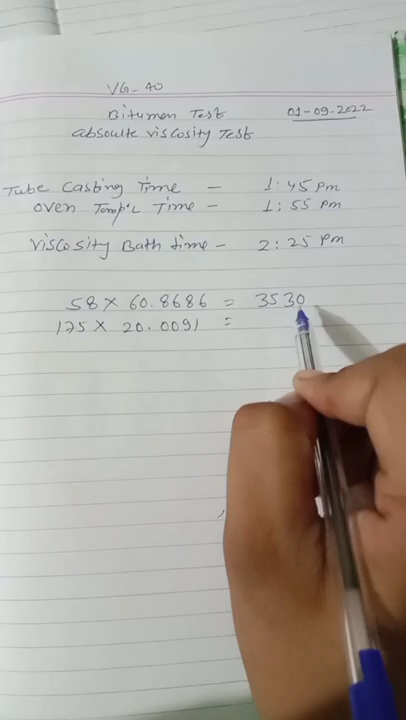 VG-40
Bitumen Test 01-09-2022
absoulte viscosity Test
Tube Casting Time - 1:45 pm
oven Temp'c Time - 1:55 pm
Viscosity Bath time - 2:25 pm
58 × 60.8686 = 3530
175 × 20.0091 =